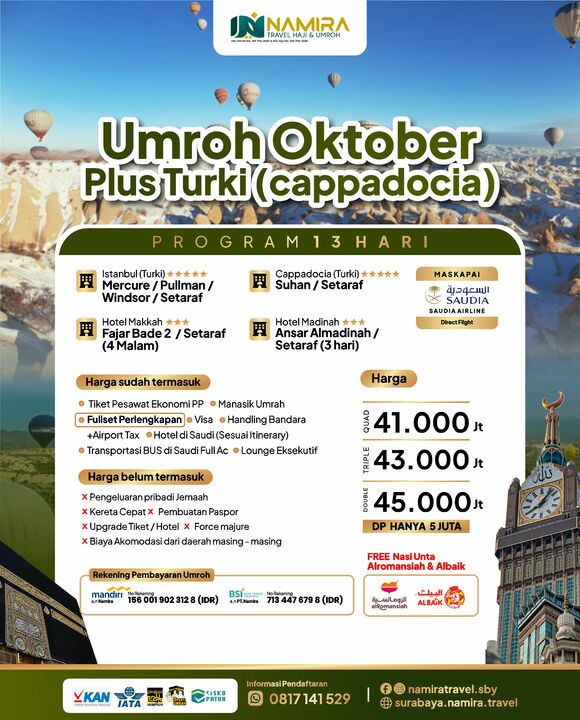 NAMIRA
TRAVEL HAJI & UMROH
Umroh Oktober
Plus Turki (cappadocia)
PROGRAM 13 HARI
Istanbul (Turki)
Mercure / Pullman /
Windsor / Setaraf
Cappadocia (Turki)
Suhan / Setaraf
Hotel Makkah
Fajar Bade 2 / Setaraf
(4 Malam)
Hotel Madinah
Ansar Almadinah /
Setaraf (3 hari)
MASKAPAI
السعودية
SAUDIA
SAUDIA AIRLINE
Direct Flight
Harga sudah termasuk
Tiket Pesawat Ekonomi PP Manasik Umrah
Fullset Perlengkapan Visa Handling Bandara
+Airport Tax Hotel di Saudi (Sesuai Itinerary)
Transportasi BUS di Saudi Full Ac Lounge Eksekutif
Harga belum termasuk
X Pengeluaran pribadi Jemaah
X Kereta Cepat X Pembuatan Paspor
X Upgrade Tiket / Hotel X Force majure
X Biaya Akomodasi dari daerah masing - masing
Harga
QUAD 41.000 Jt
TRIPLE 43.000 Jt
DOUBLE 45.000 Jt
DP HANYA 5 JUTA
FREE Nasi Unta
Alromansiah & Albaik
الرومانسية
alRomansiah
البيك
ALBAIK
Rekening Pembayaran Umroh
mandiri
a.n PT.Namira
No Rekening
156 001 902 312 8 (IDR)
BSI
a.n PT.Namira
No Rekening
713 447 679 8 (IDR)
KAN
IATA
SISKO
PATUH
Informasi Pendaftaran
0817 141 529
namiratravel.sby
surabaya.namira.travel